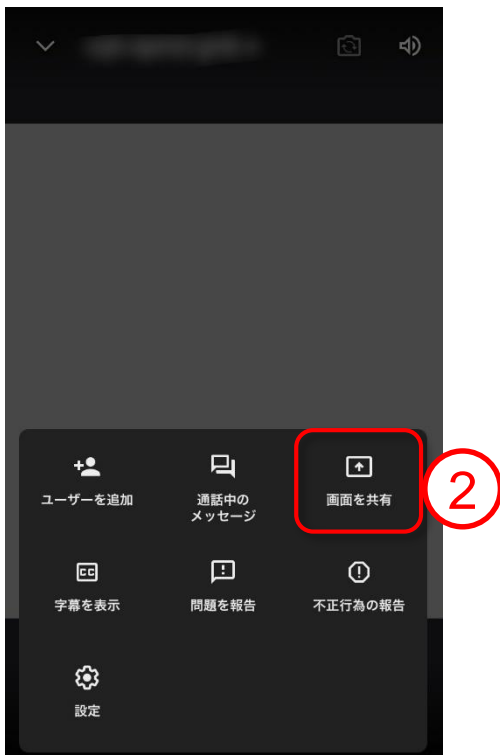 ユーザーを追加
通話中の
メッセージ
画面を共有
2
CC
字幕を表示
問題を報告
不正行為の報告
設定